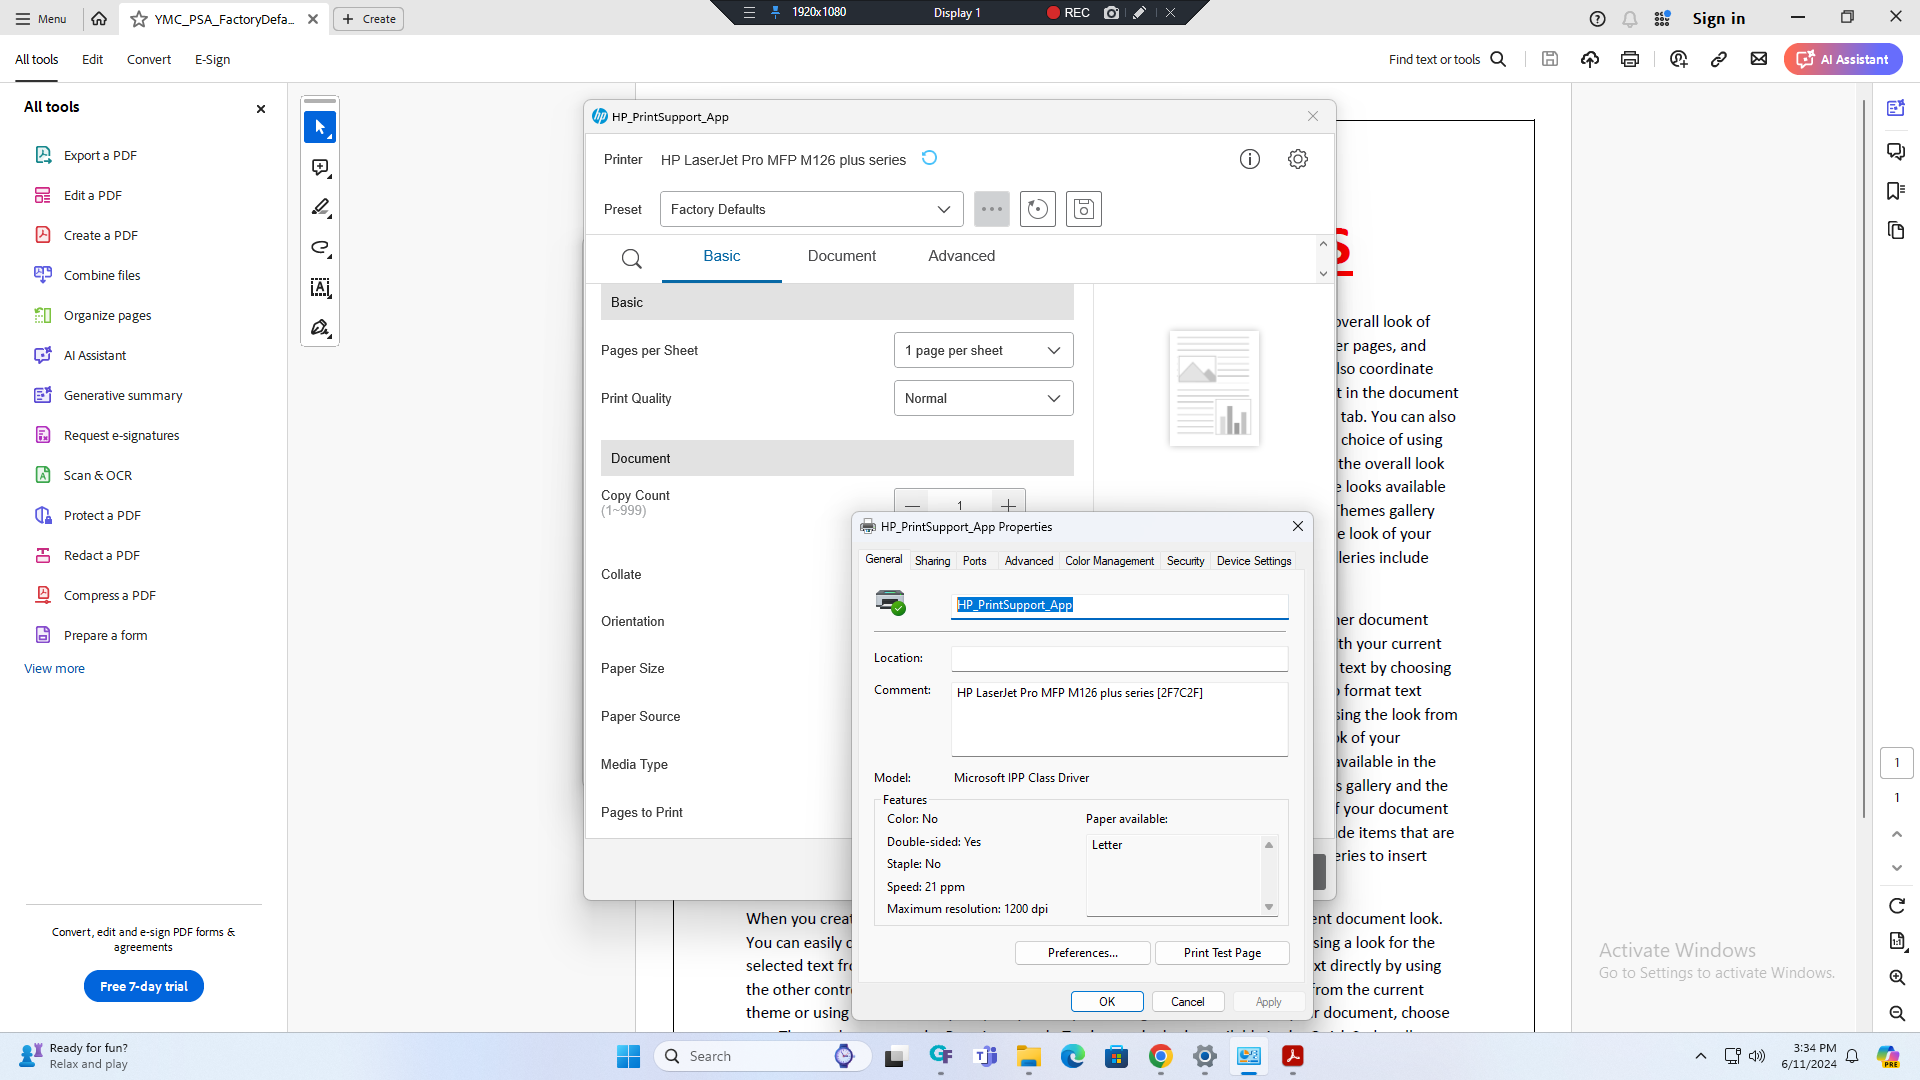 Menu
YMC_PSA_FactoryDefa...
Create
1920x1080
Display 1
REC
Sign in
All tools
Edit
Convert
E-Sign
Find text or tools
AI Assistant
All tools
Export a PDF
Edit a PDF
Create a PDF
Combine files
Organize pages
AI Assistant
Generative summary
Request e-signatures
Scan & OCR
Protect a PDF
Redact a PDF
Compress a PDF
Prepare a form
View more
Convert, edit and e-sign PDF forms &
agreements
Free 7-day trial
HP_PrintSupport_App
Printer
HP LaserJet Pro MFP M126 plus series
Preset
Factory Defaults
Basic
Document
Advanced
Basic
Pages per Sheet
1 page per sheet
Print Quality
Normal
Document
Copy Count
(1~999)
1
Collate
Orientation
Paper Size
Paper Source
Media Type
Pages to Print
HP_PrintSupport_App Properties
General
Sharing
Ports
Advanced
Color Management
Security
Device Settings
HP_PrintSupport_App
Location:
Comment:
HP LaserJet Pro MFP M126 plus series [2F7C2F]
Model:
Microsoft IPP Class Driver
Features
Color: No
Double-sided: Yes
Staple: No
Speed: 21 ppm
Maximum resolution: 1200 dpi
Paper available:
Letter
Preferences...
Print Test Page
OK
Cancel
Apply
S
overall look of
er pages, and
lso coordinate
t in the document
tab. You can also
choice of using
the overall look
e looks available
Themes gallery
e look of your
leries include
er document
th your current
text by choosing
o format text
sing the look from
ok of your
available in the
s gallery and the
f your document
de items that are
eries to insert
When you crea
nt document look.
You can easily c
sing a look for the
selected text fr
xt directly by using
the other contr
from the current
theme or using
r document, choose
1
1
Activate Windows
Go to Settings to activate Windows.
Ready for fun?
Relax and play
Search
3:34 PM
6/11/2024
PRE